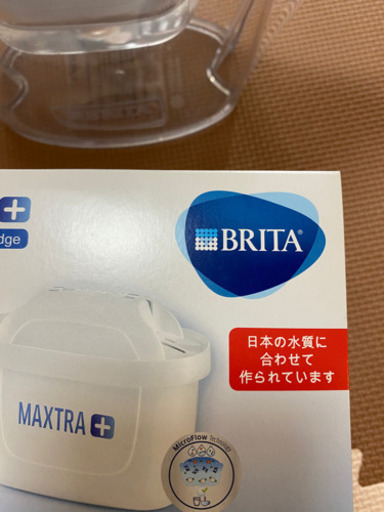 +
dge
BRITA
日本の水質に
合わせて
作られています
MAXTRA+
MicroFlow Technology